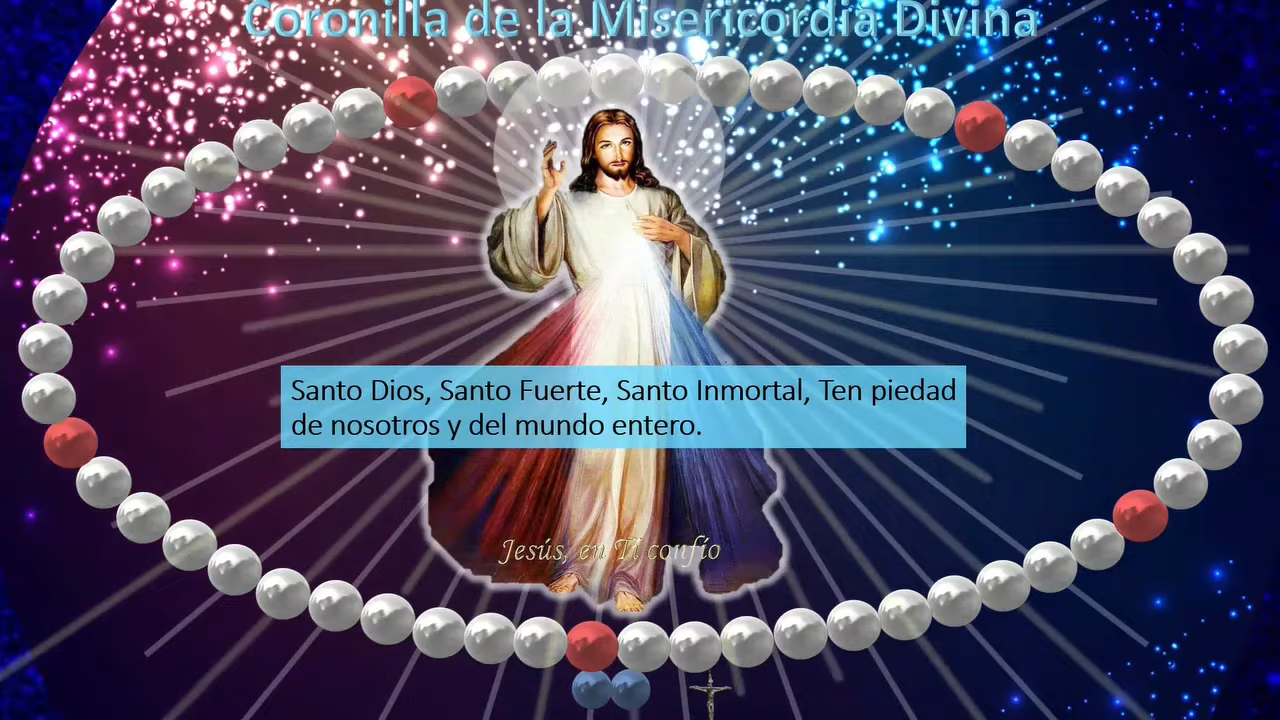 Coronilla de la Misericordia Divina
Santo Dios, Santo Fuerte, Santo Inmortal, Ten piedad
de nosotros y del mundo entero.
Jesús, en Ti confío